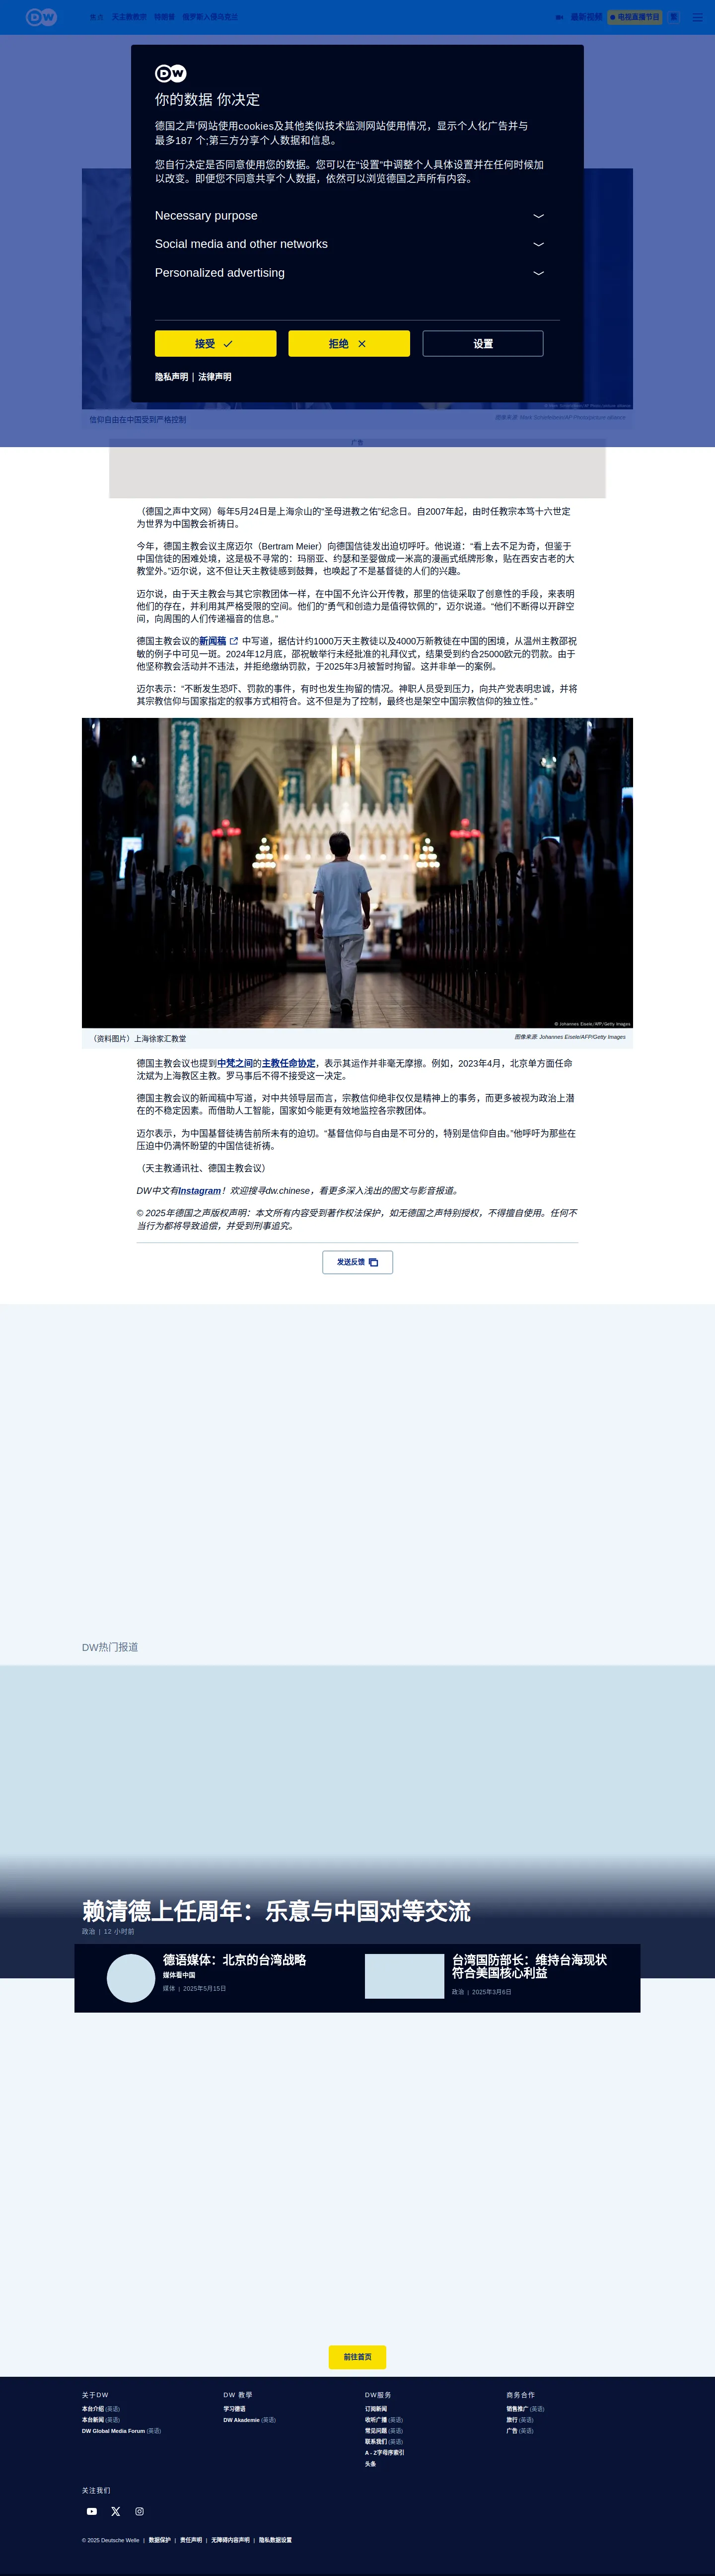 DW
焦点
天主教教宗
特朗普
俄罗斯入侵乌克兰
最新视频
电视直播节目
繁
DW
你的数据 你决定
德国之声'网站使用cookies及其他类似技术监测网站使用情况，显示个人化广告并与
最多187 个;第三方分享个人数据和信息。
您自行决定是否同意使用您的数据。您可以在“设置”中调整个人具体设置并在任何时候加
以改变。即便您不同意共享个人数据，依然可以浏览德国之声所有内容。
Necessary purpose
Social media and other networks
Personalized advertising
接受
拒绝
设置
隐私声明 | 法律声明
信仰自由在中国受到严格控制
广告
（德国之声中文网）每年5月24日是上海佘山的“圣母进教之佑”纪念日。自2007年起，由时任教宗本笃十六世定
为世界为中国教会祈祷日。
今年，德国主教会议主席迈尔（Bertram Meier）向德国信徒发出迫切呼吁。他说道：“看上去不足为奇，但鉴于
中国信徒的困难处境，这是极不寻常的：玛丽亚、约瑟和圣婴做成一米高的漫画式纸牌形象，贴在西安古老的大
教堂外。”迈尔说，这不但让天主教徒感到鼓舞，也唤起了不是基督徒的人们的兴趣。
迈尔说，由于天主教会与其它宗教团体一样，在中国不允许公开传教，那里的信徒采取了创意性的手段，来表明
他们的存在，并利用其严格受限的空间。他们的“勇气和创造力是值得钦佩的”，迈尔说道。“他们不断得以开辟空
间，向周围的人们传递福音的信息。”
德国主教会议的新闻稿 中写道，据估计约1000万天主教徒以及4000万新教徒在中国的困境，从温州主教邵祝
敏的例子中可见一斑。2024年12月底，邵祝敏举行未经批准的礼拜仪式，结果受到约合25000欧元的罚款。由于
他坚称教会活动并不违法，并拒绝缴纳罚款，于2025年3月被暂时拘留。这并非单一的案例。
迈尔表示：“不断发生恐吓、罚款的事件，有时也发生拘留的情况。神职人员受到压力，向共产党表明忠诚，并将
其宗教信仰与国家指定的叙事方式相符合。这不但是为了控制，最终也是架空中国宗教信仰的独立性。”
© Johannes Eisele/AFP/Getty Images
（资料图片）上海徐家汇教堂
图像来源: Johannes Eisele/AFP/Getty Images
德国主教会议也提到中梵之间的主教任命协定，表示其运作并非毫无摩擦。例如，2023年4月，北京单方面任命
沈斌为上海教区主教。罗马事后不得不接受这一决定。
德国主教会议的新闻稿中写道，对中共领导层而言，宗教信仰绝非仅仅是精神上的事务，而更多被视为政治上潜
在的不稳定因素。而借助人工智能，国家如今能更有效地监控各宗教团体。
迈尔表示，为中国基督徒祷告前所未有的迫切。“基督信仰与自由是不可分的，特别是信仰自由。”他呼吁为那些在
压迫中仍满怀盼望的中国信徒祈祷。
（天主教通讯社、德国主教会议）
DW中文有Instagram！欢迎搜寻dw.chinese，看更多深入浅出的图文与影音报道。
© 2025年德国之声版权声明：本文所有内容受到著作权法保护，如无德国之声特别授权，不得擅自使用。任何不
当行为都将导致追偿，并受到刑事追究。
发送反馈
DW热门报道
赖清德上任周年：乐意与中国对等交流
政治 | 12 小时前
德语媒体：北京的台湾战略
媒体看中国
媒体 | 2025年5月15日
台湾国防部长：维持台海现状
符合美国核心利益
政治 | 2025年3月6日
前往首页
关于DW
本台介绍 (英语)
本台新闻 (英语)
DW Global Media Forum (英语)
DW 教學
学习德语
DW Akademie (英语)
DW服务
订阅新闻
收听广播 (英语)
常见问题 (英语)
联系我们 (英语)
A - Z字母序索引
头条
商务合作
销售推广 (英语)
旅行 (英语)
广告 (英语)
关注我们
© 2025 Deutsche Welle | 数据保护 | 责任声明 | 无障碍内容声明 | 隐私数据设置